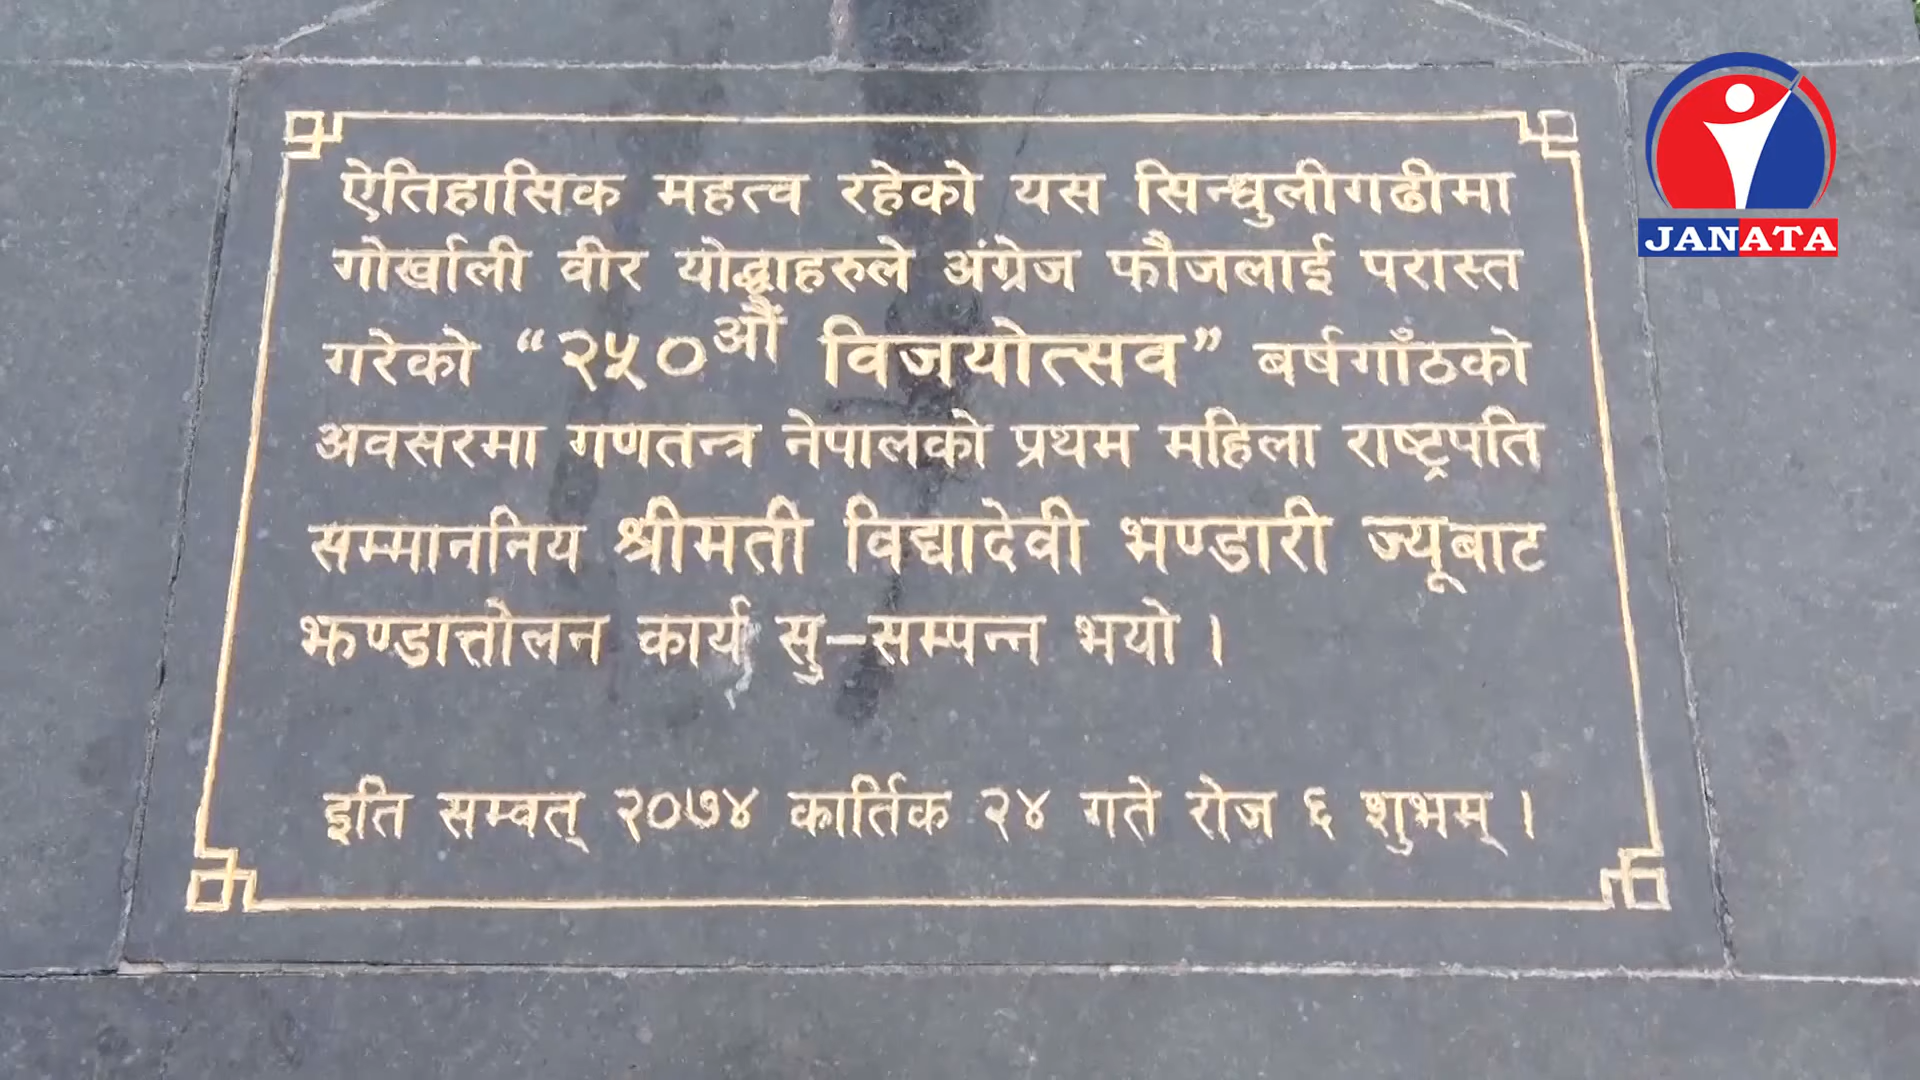 ऐतिहासिक महत्व रहेको यस सिन्धुलीगढीमा
गोर्खाली वीर योद्धाहरुले अंग्रेज फौजलाई परास्त
गरेको “२५०औं विजयोत्सव” बर्षगाँठको
अवसरमा गणतन्त्र नेपालको प्रथम महिला राष्ट्रपति
सम्माननिय श्रीमती विद्यादेवी भण्डारी ज्यूबाट
झण्डात्तोलन कार्य सु–सम्पन्न भयो ।
इति सम्वत् २०७४ कार्तिक २४ गते रोज ६ शुभम् ।
JANATA